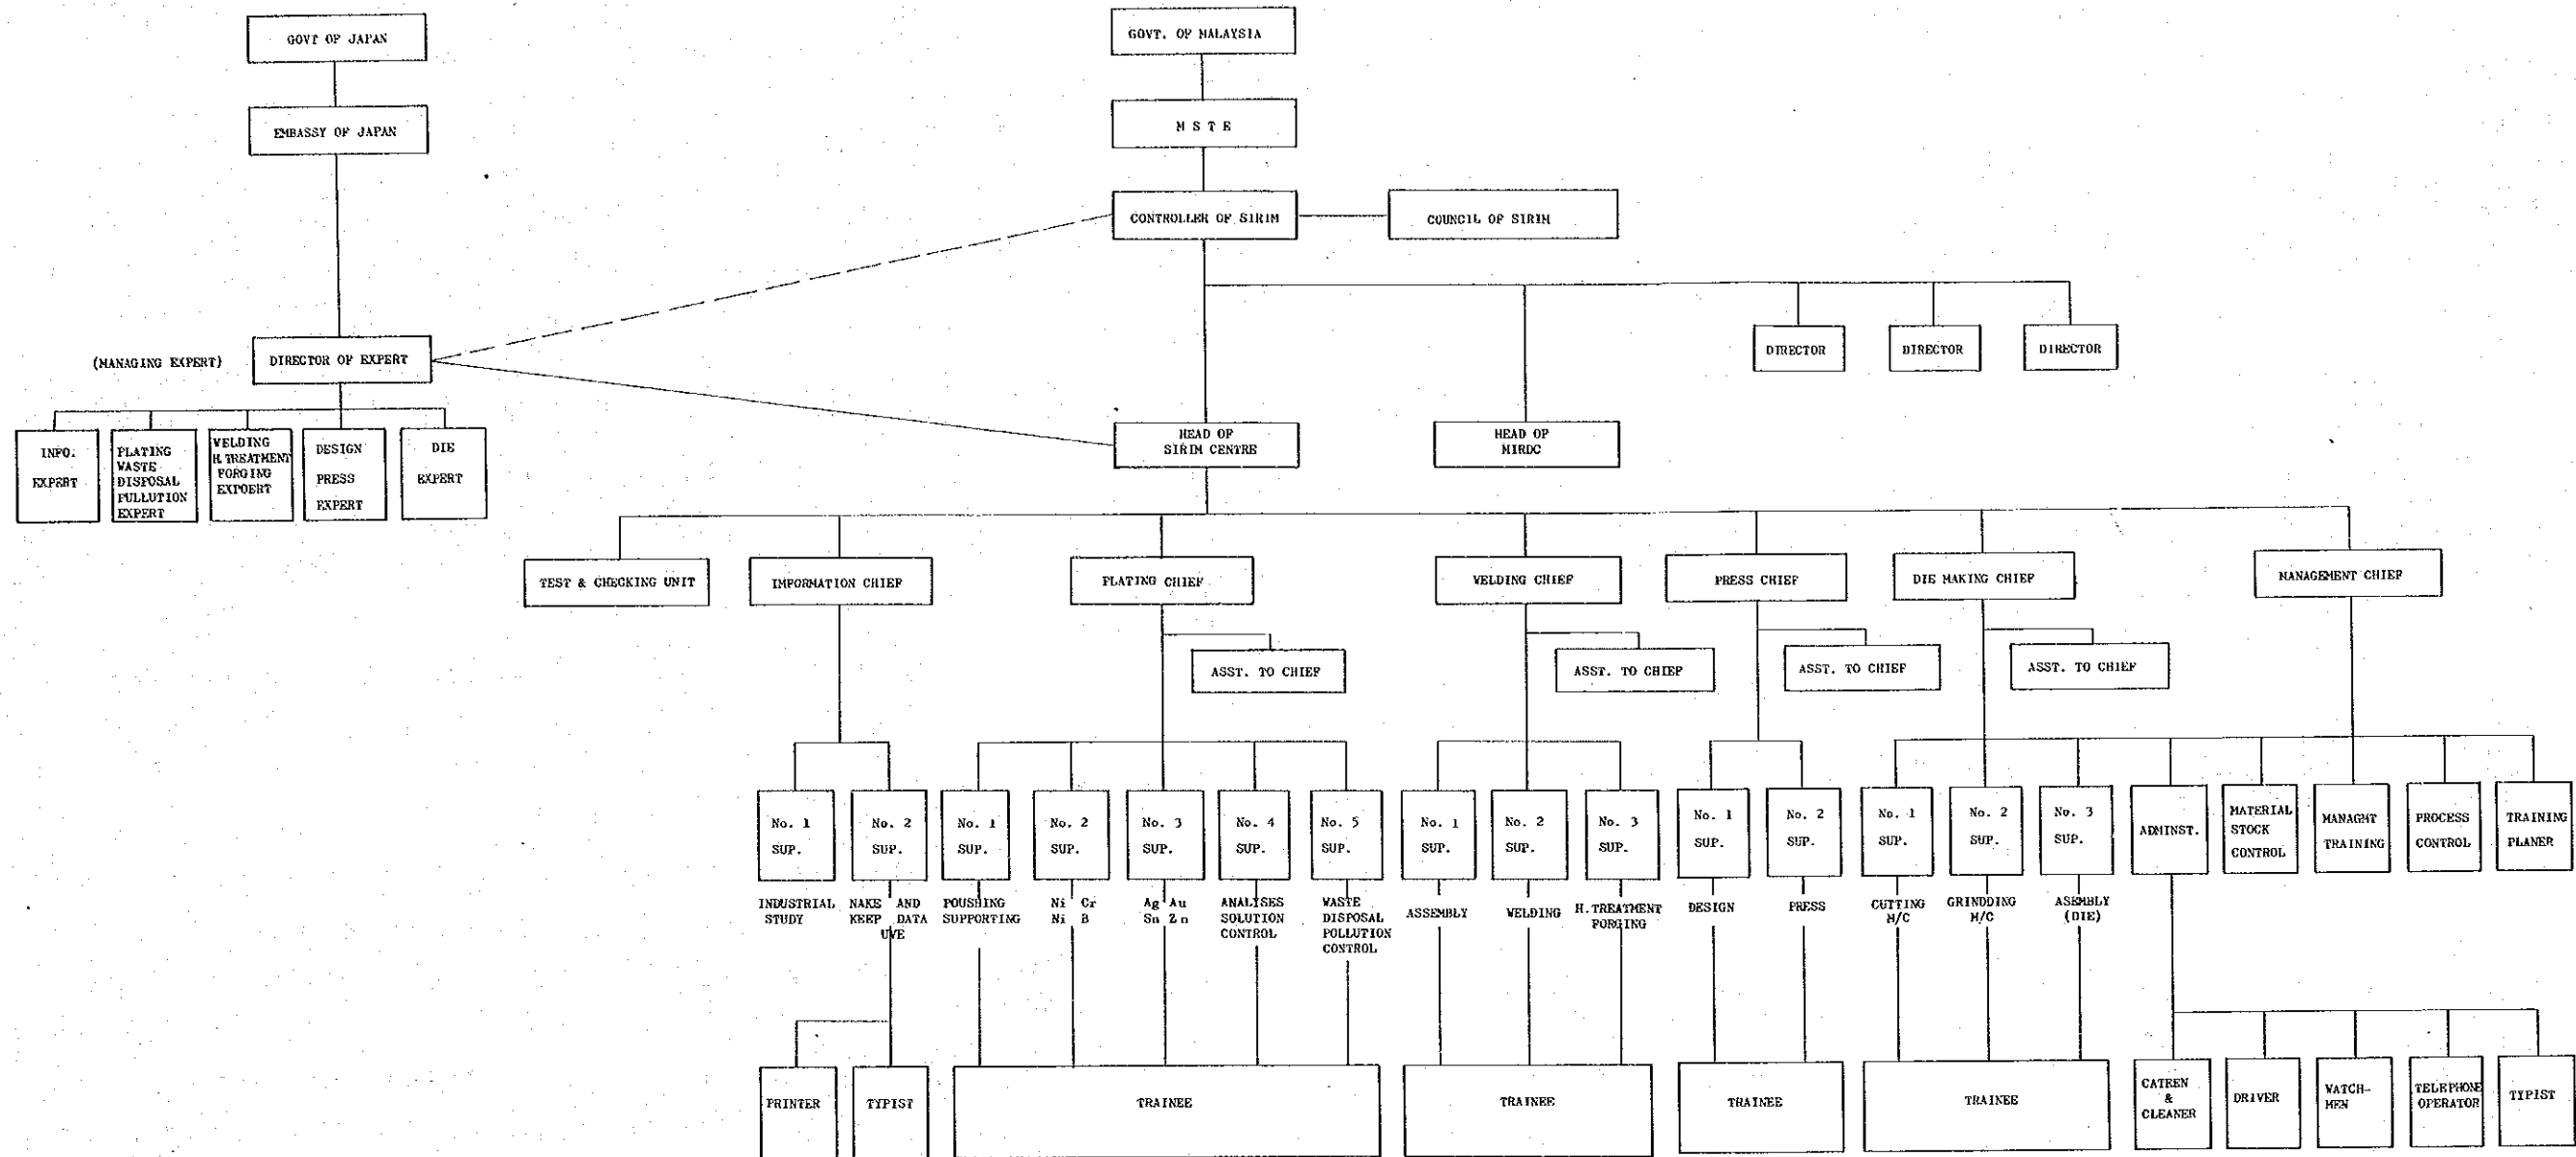 GOVT OF JAPAN
GOVT. OF MALAYSIA
EMBASSY OF JAPAN
M S T E
CONTROLLER OF SIRIM
COUNCIL OF SIRIM
(MANAGING EXPERT)
DIRECTOR OF EXPERT
DIRECTOR
DIRECTOR
DIRECTOR
INFO.
EXPERT
PLATING
WASTE
DISPOSAL
PULLUTION
EXPERT
WELDING
H.TREATMENT
FORGING
EXPOERT
DESIGN
PRESS
EXPERT
DIE
EXPERT
HEAD OF
SIRIM CENTRE
HEAD OF
MIRDC
TEST & CHECKING UNIT
IMFORMATION CHIEF
PLATING CHIEF
WELDING CHIEF
PRESS CHIEF
DIE MAKING CHIEF
MANAGEMENT CHIEF
ASST. TO CHIEF
ASST. TO CHIEF
ASST. TO CHIEF
ASST. TO CHIEF
No. 1
SUP.
No. 2
SUP.
No. 1
SUP.
No. 2
SUP.
No. 3
SUP.
No. 4
SUP.
No. 5
SUP.
No. 1
SUP.
No. 2
SUP.
No. 3
SUP.
No. 1
SUP.
No. 2
SUP.
No. 1
SUP.
No. 2
SUP.
No. 3
SUP.
ADMINST.
MATERIAL
STOCK
CONTROL
MANAGMT
TRAINING
PROCESS
CONTROL
TRAINING
PLANER
INDUSTRIAL
STUDY
MAKE AND
KEEP DATA
UVE
POUSHING
SUPPORTING
Ni Cr
Ni B
Ag Au
Sn Zn
ANALYSES
SOLUTION
CONTROL
WASTE
DISPOSAL
POLLUTION
CONTROL
ASSEMBLY
WELDING
H.TREATMENT
FORGING
DESIGN
PRESS
CUTTING
M/C
GRINDDING
M/C
ASEMBLY
(DIE)
PRINTER
TYPIST
TRAINEE
TRAINEE
TRAINEE
TRAINEE
CATEEN
&
CLEANER
DRIVER
WATCH-
MEN
TELEPHONE
OPERATOR
TYPIST